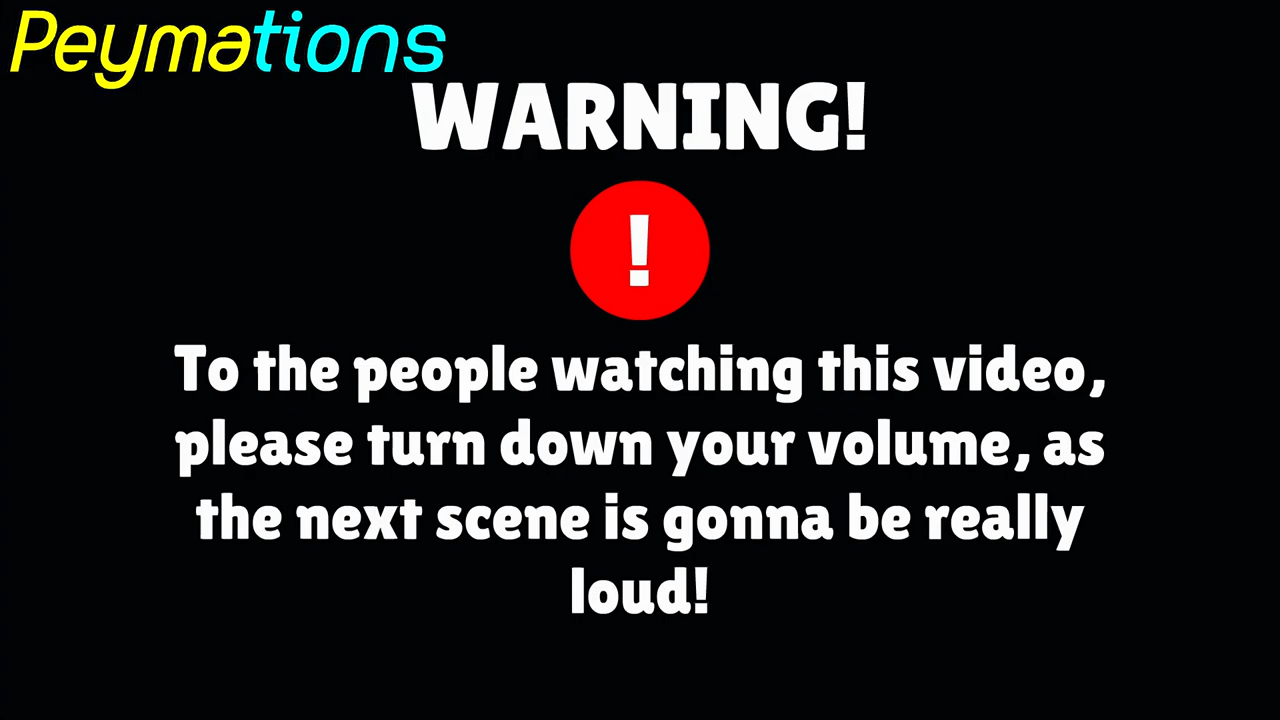 Peymations
WARNING!
!
To the people watching this video,
please turn down your volume, as
the next scene is gonna be really
loud!